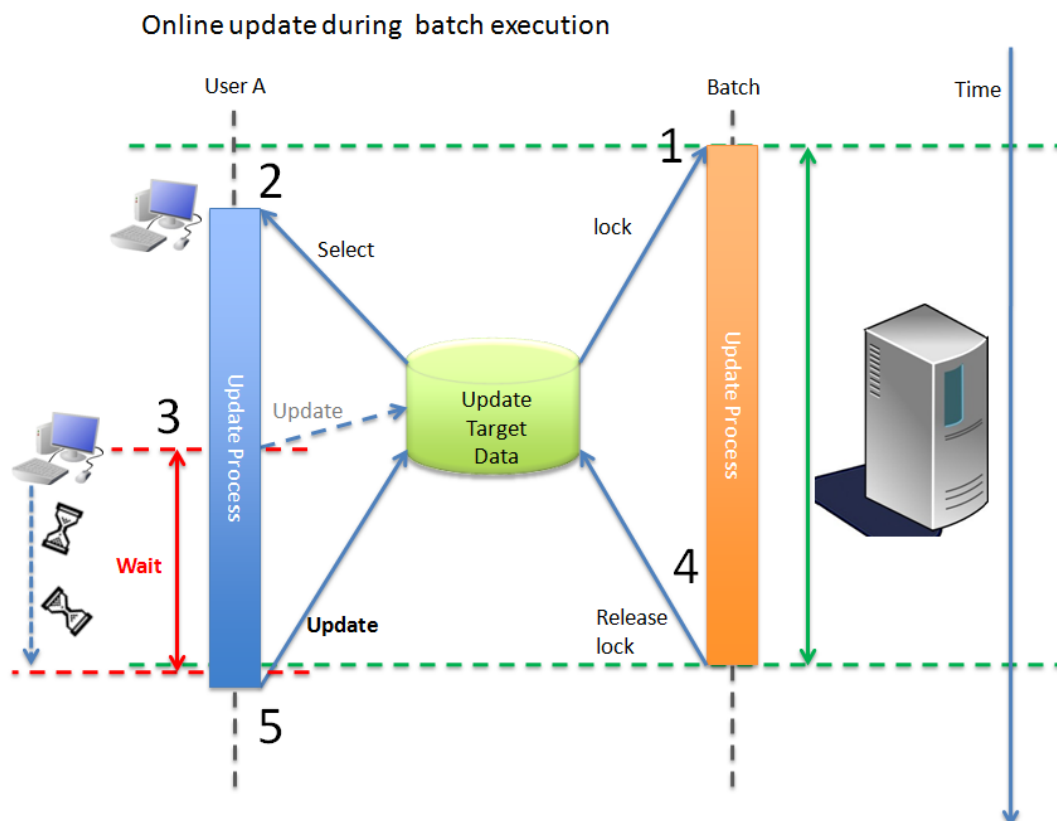 Online update during batch execution
User A
Batch
Time
1
2
lock
Select
Update Process
Update Process
Update
Target
Data
3
Update
Wait
4
Update
Release
lock
5